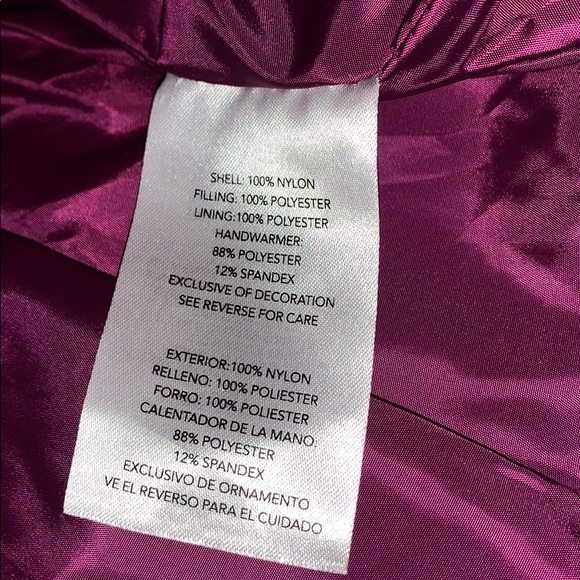 SHELL: 100% NYLON
FILLING: 100% POLYESTER
LINING:100% POLYESTER
HANDWARMER:
88% POLYESTER
12% SPANDEX
EXCLUSIVE OF DECORATION
SEE REVERSE FOR CARE
EXTERIOR:100% NYLON
RELLENO: 100% POLIESTER
FORRO: 100% POLIESTER
CALENTADOR DE LA MANO:
88% POLYESTER
12% SPANDEX
EXCLUSIVO DE ORNAMENTO
VE EL REVERSO PARA EL CUIDADO